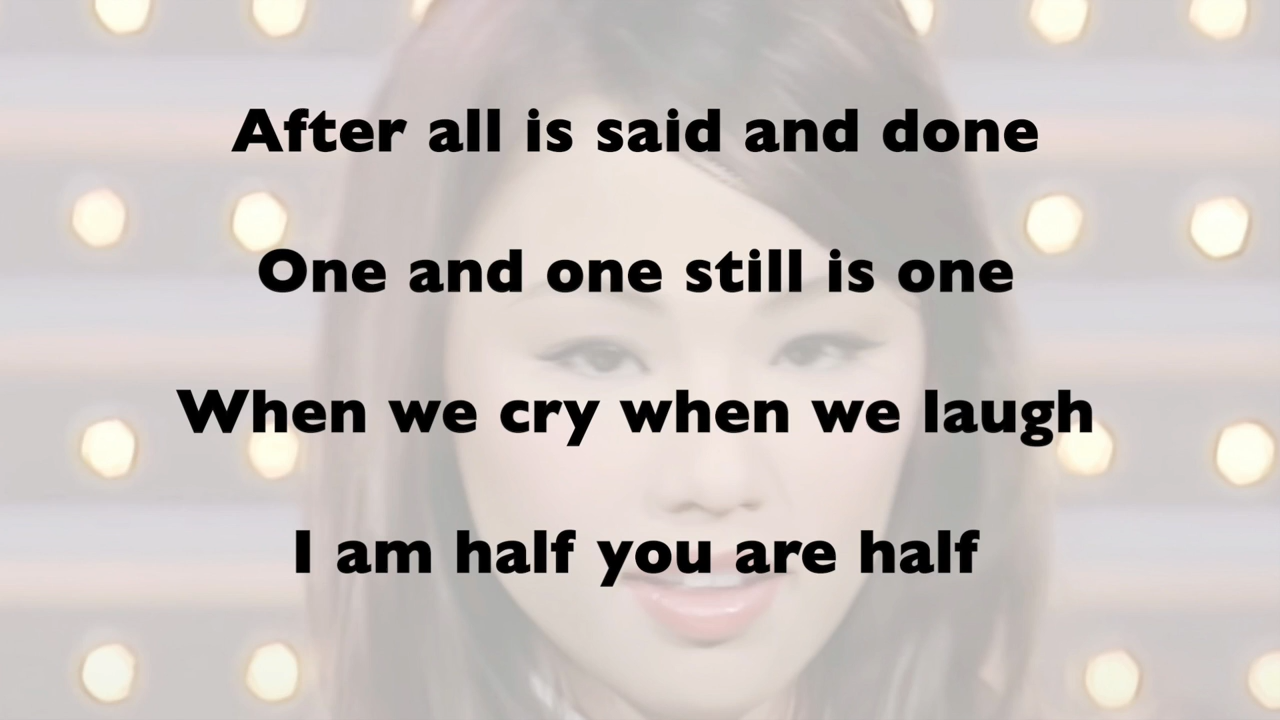 After all is said and done
One and one still is one
When we cry when we laugh
I am half you are half